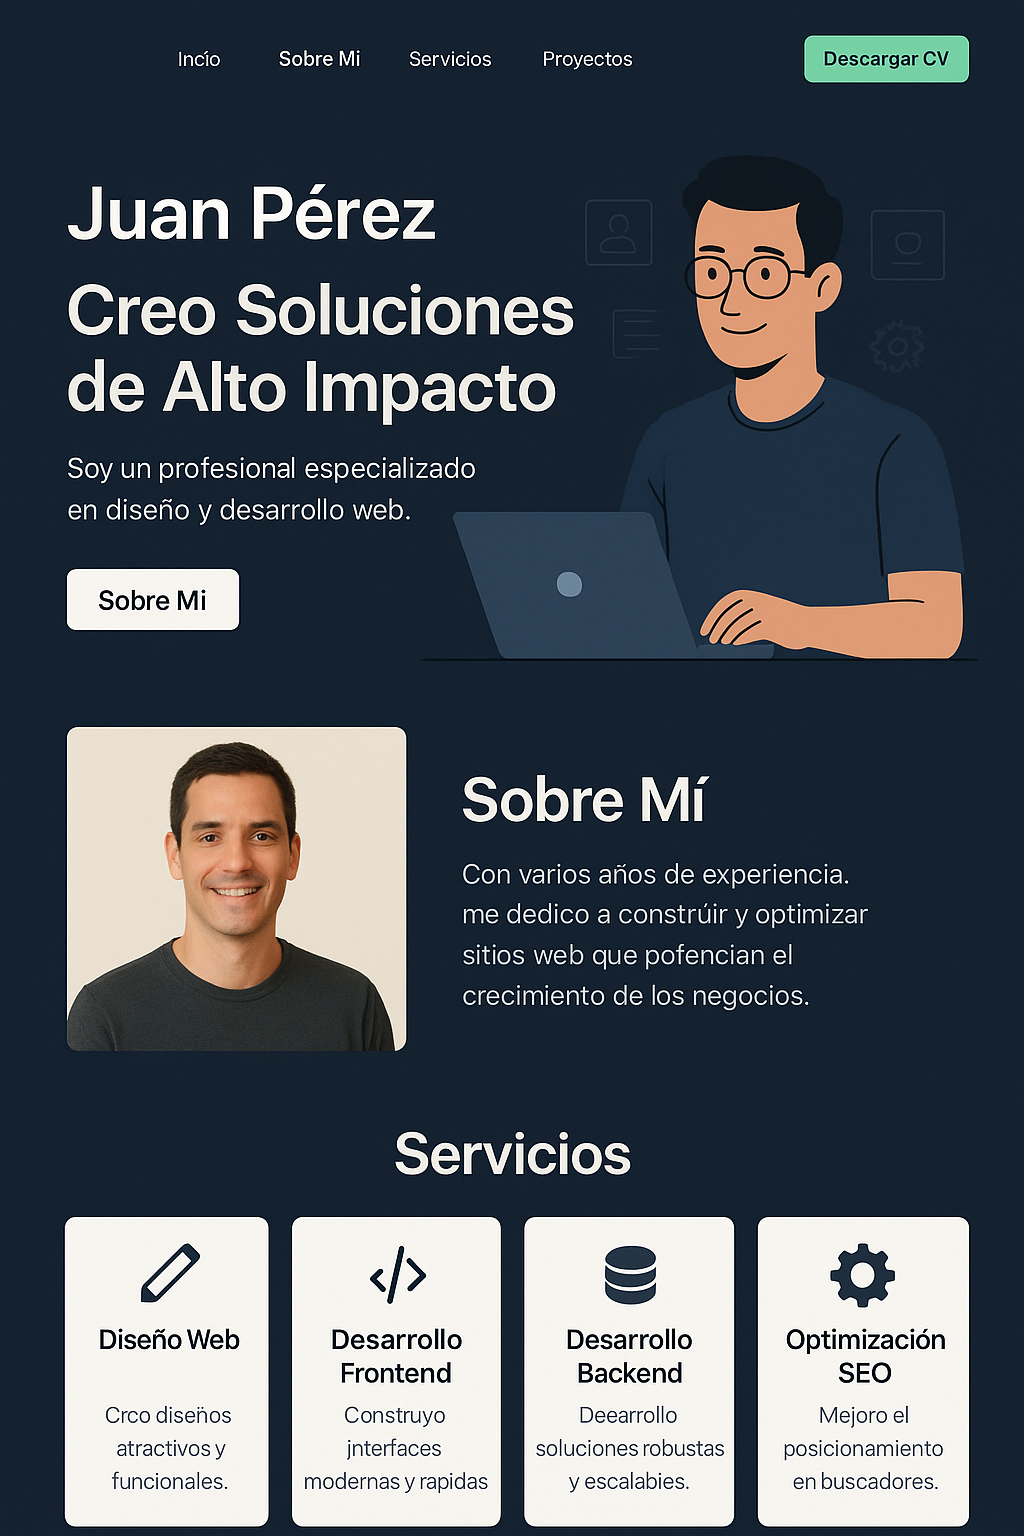 Incío
Sobre Mi
Servicios
Proyectos
Descargar CV
Juan Pérez
Creo Soluciones
de Alto Impacto
Soy un profesional especializado
en diseño y desarrollo web.
Sobre Mi
Sobre Mí
Con varios años de experiencia.
me dedico a constrúir y optimizar
sitios web que pofencian el
crecimiento de los negocios.
Servicios
Diseño Web
Crco diseños
atractivos y
funcionales.
Desarrollo
Frontend
Construyo
jnterfaces
modernas y rapidas
Desarrollo
Backend
Deearrollo
soluciones robustas
y escalabies.
Optimización
SEO
Mejoro el
posicionamiento
en buscadores.